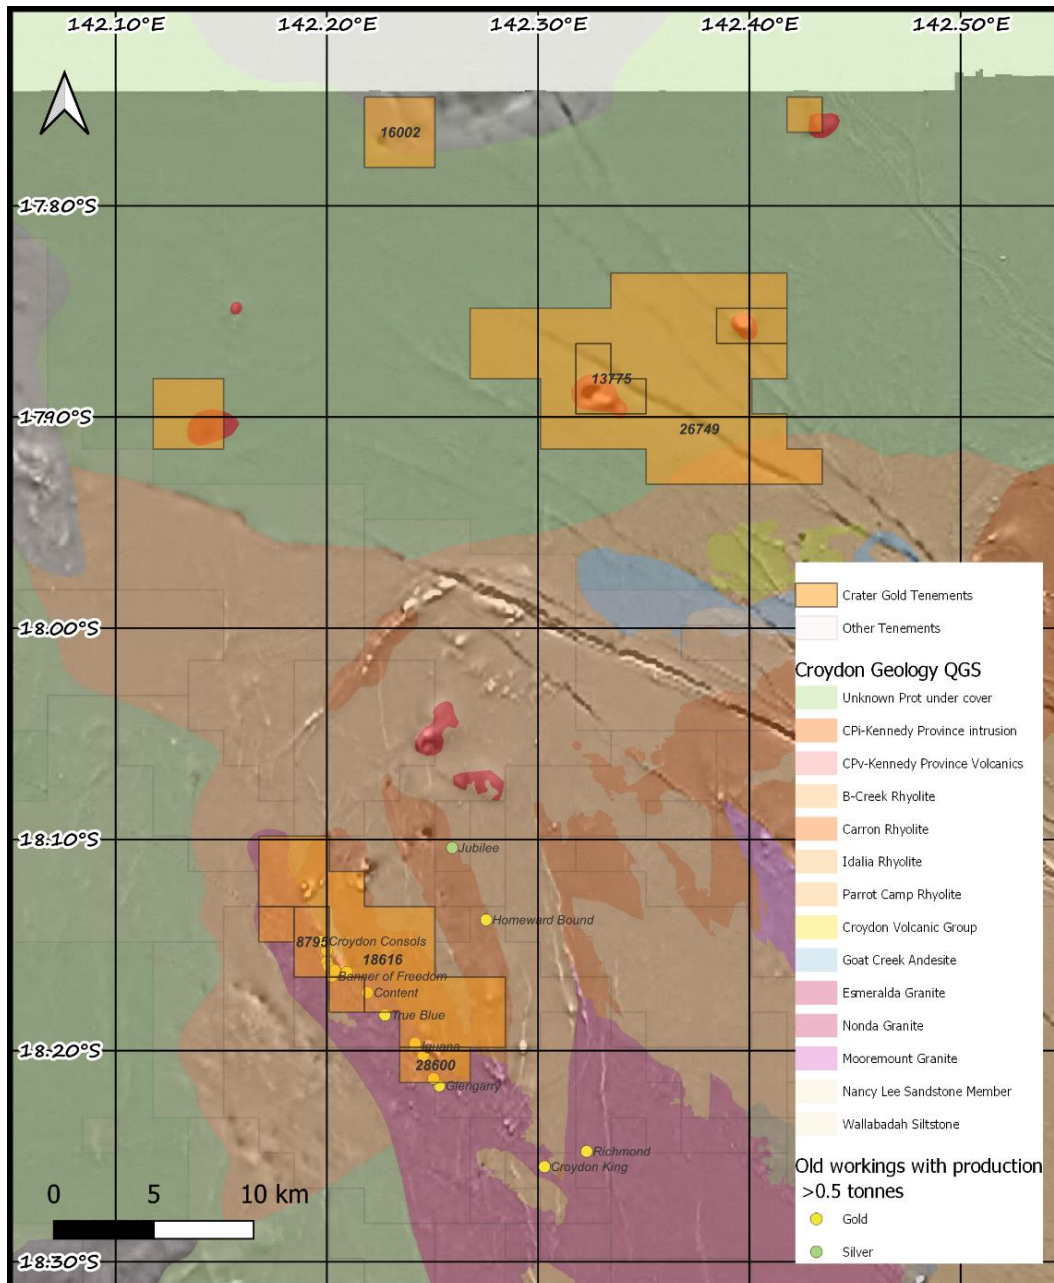 142.10°E 142.20°E 142.30°E 142.40°E 142.50°E
16002
17.80°S
13775
17.90°S
26749
18.00°S
18.10°S
Jubilee
Homeward Bound
8795 Croydon Consols
18616
Banner of Freedom
Content
True Blue
18.20°S
Iguana
28600
Glengarry
Richmond
Croydon King
0 5 10 km
18.30°S
Crater Gold Tenements
Other Tenements
Croydon Geology QGS
Unknown Prot under cover
CPi-Kennedy Province intrusion
CPv-Kennedy Province Volcanics
B-Creek Rhyolite
Carron Rhyolite
Idalia Rhyolite
Parrot Camp Rhyolite
Croydon Volcanic Group
Goat Creek Andesite
Esmeralda Granite
Nonda Granite
Mooremount Granite
Nancy Lee Sandstone Member
Wallabadah Siltstone
Old workings with production
>0.5 tonnes
Gold
Silver